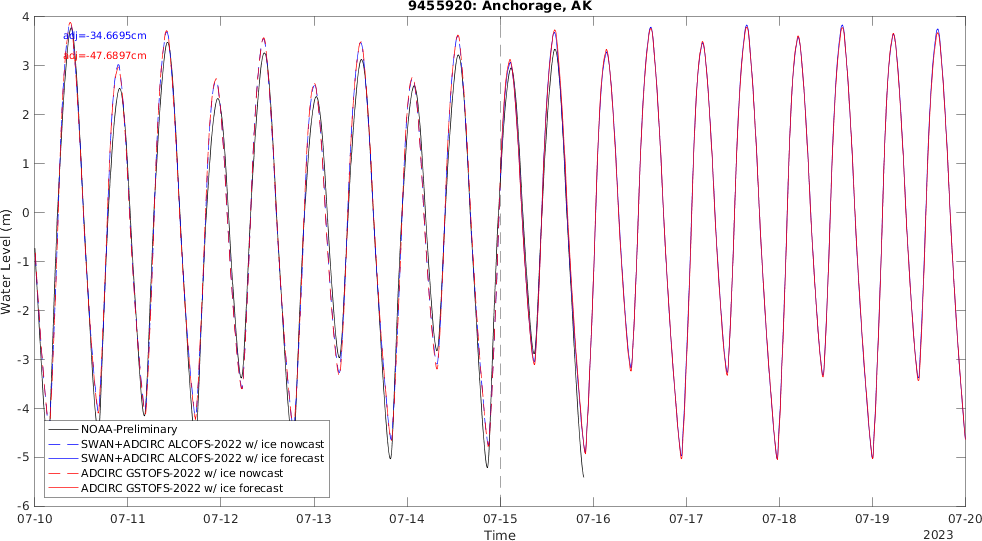 9455920: Anchorage, AK
adj=-34.6695cm
adj=-47.6897cm
Water Level (m)
4
3
2
1
0
-1
-2
-3
-4
-5
-6
NOAA-Preliminary
SWAN+ADCIRC ALCOFS-2022 w/ ice nowcast
SWAN+ADCIRC ALCOFS-2022 w/ ice forecast
ADCIRC GSTOFS-2022 w/ ice nowcast
ADCIRC GSTOFS-2022 w/ ice forecast
07-10 07-11 07-12 07-13 07-14 07-15 07-16 07-17 07-18 07-19 07-20
Time
2023